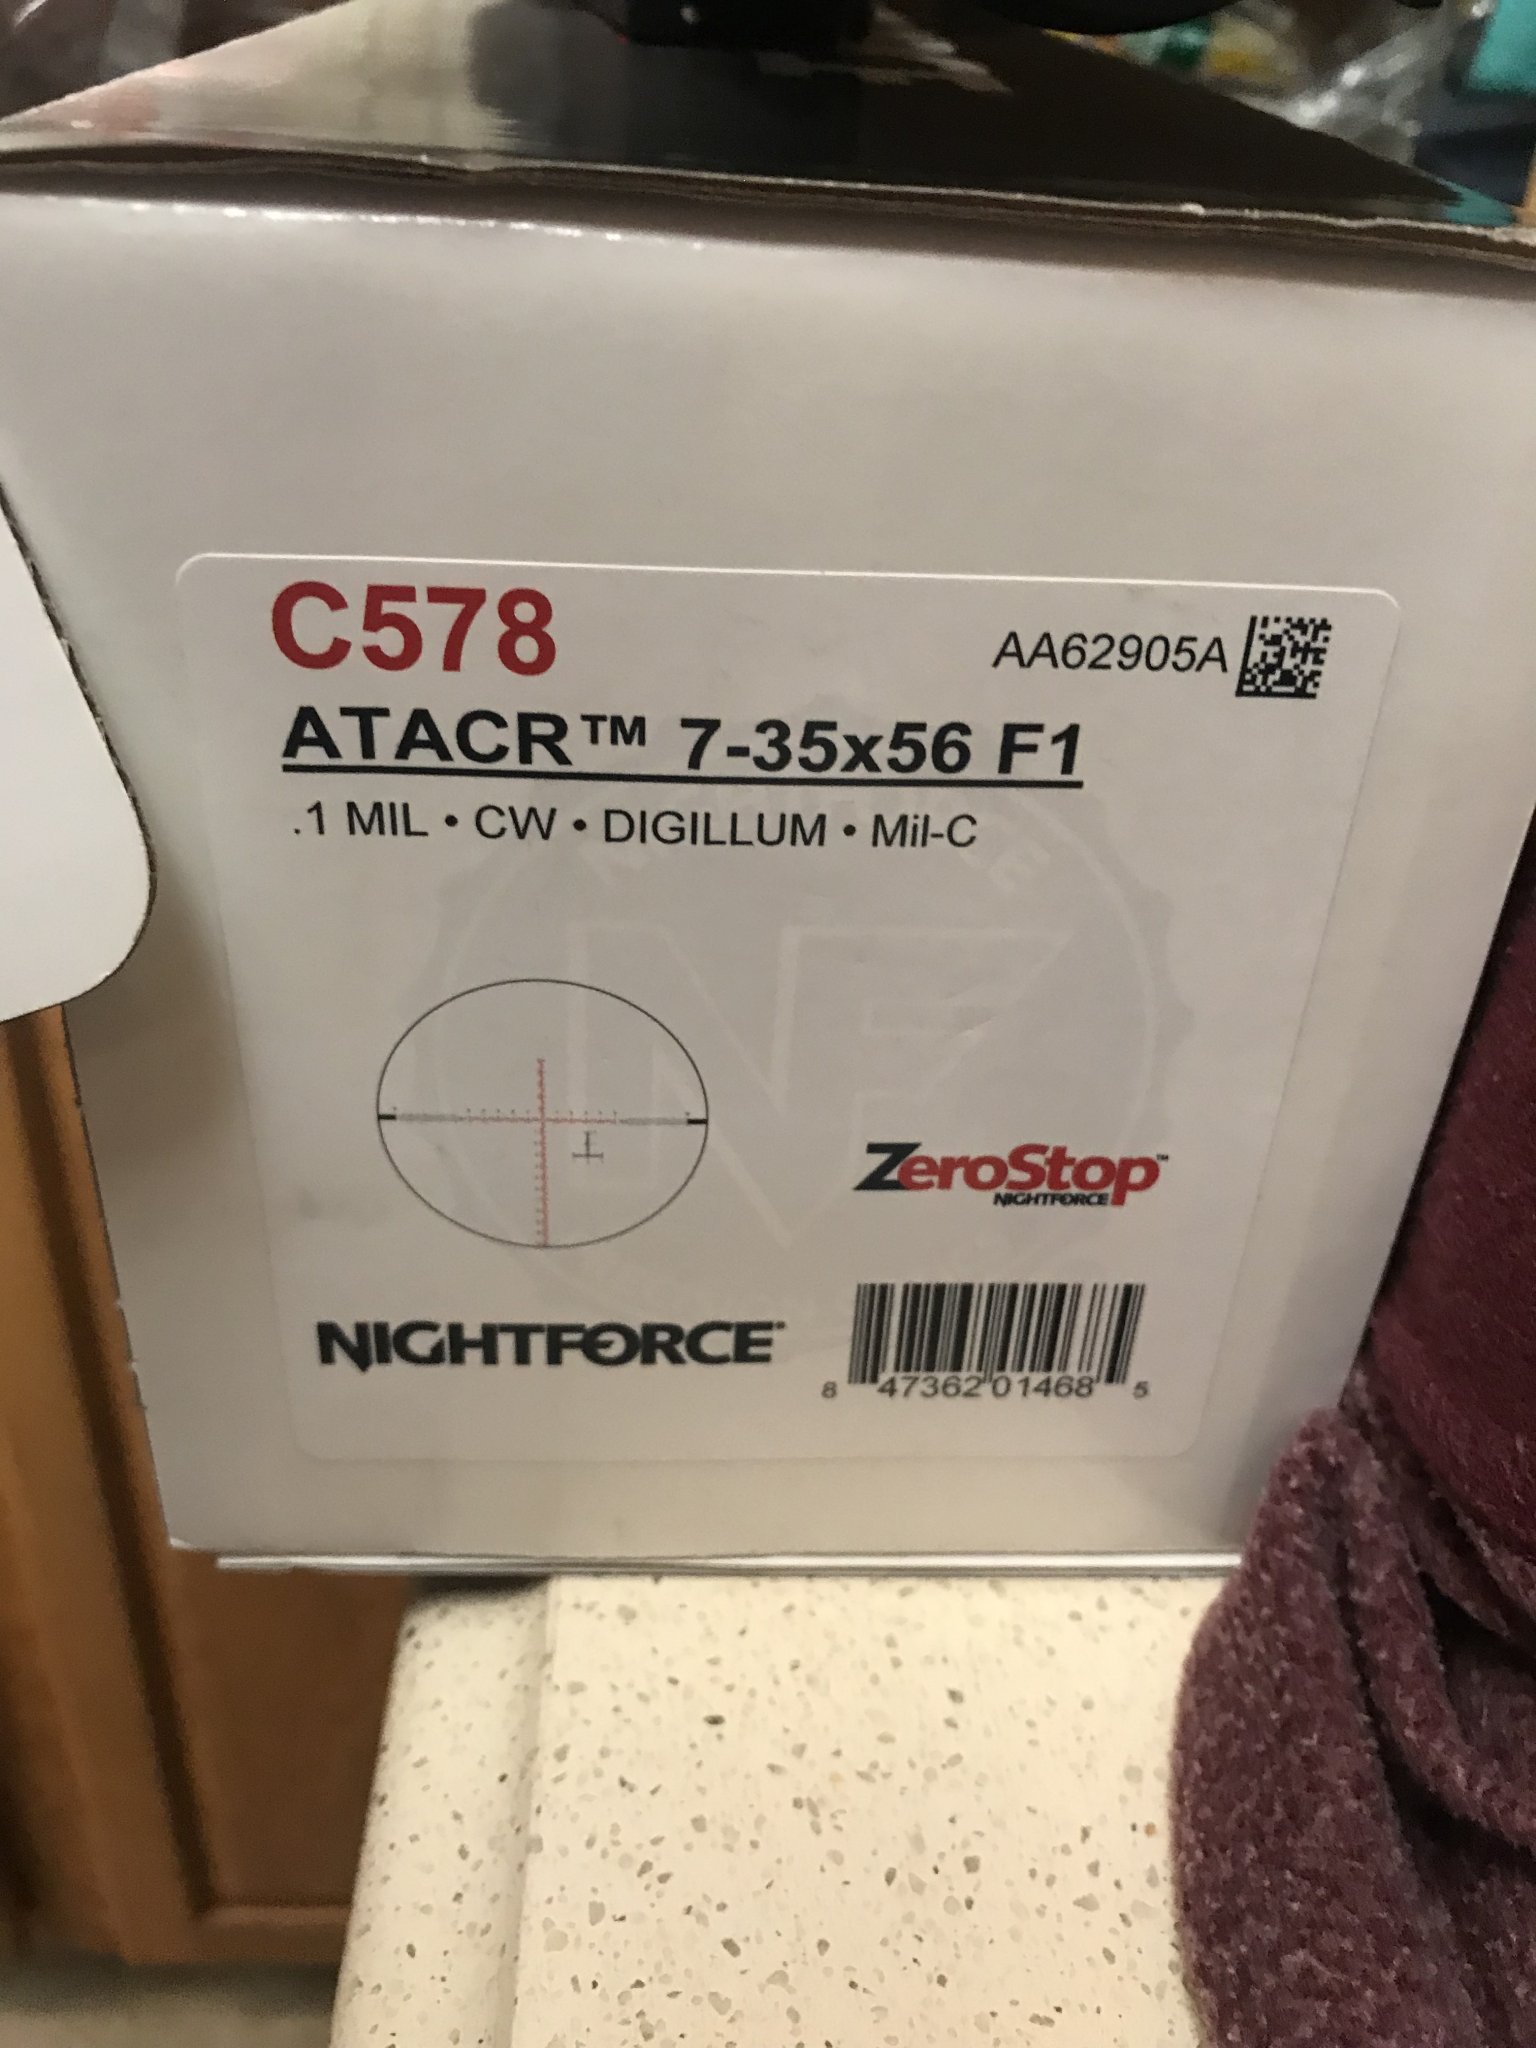 C578
AA62905A
ATACR™ 7-35x56 F1
.1 MIL • CW • DIGILLUM • Mil-C
ZeroStop™
NIGHTFORCE
NIGHTFORCE
8 47362 01468 5